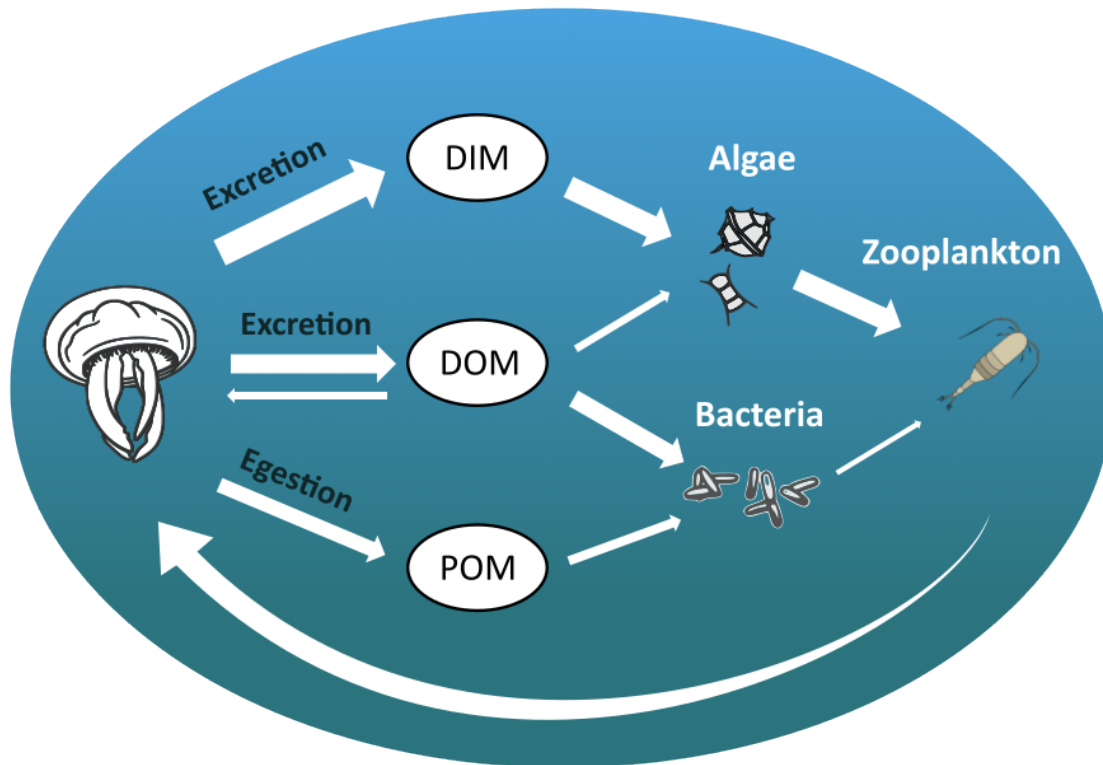 Excretion
DIM
Algae
Zooplankton
Excretion
DOM
Bacteria
Egestion
POM